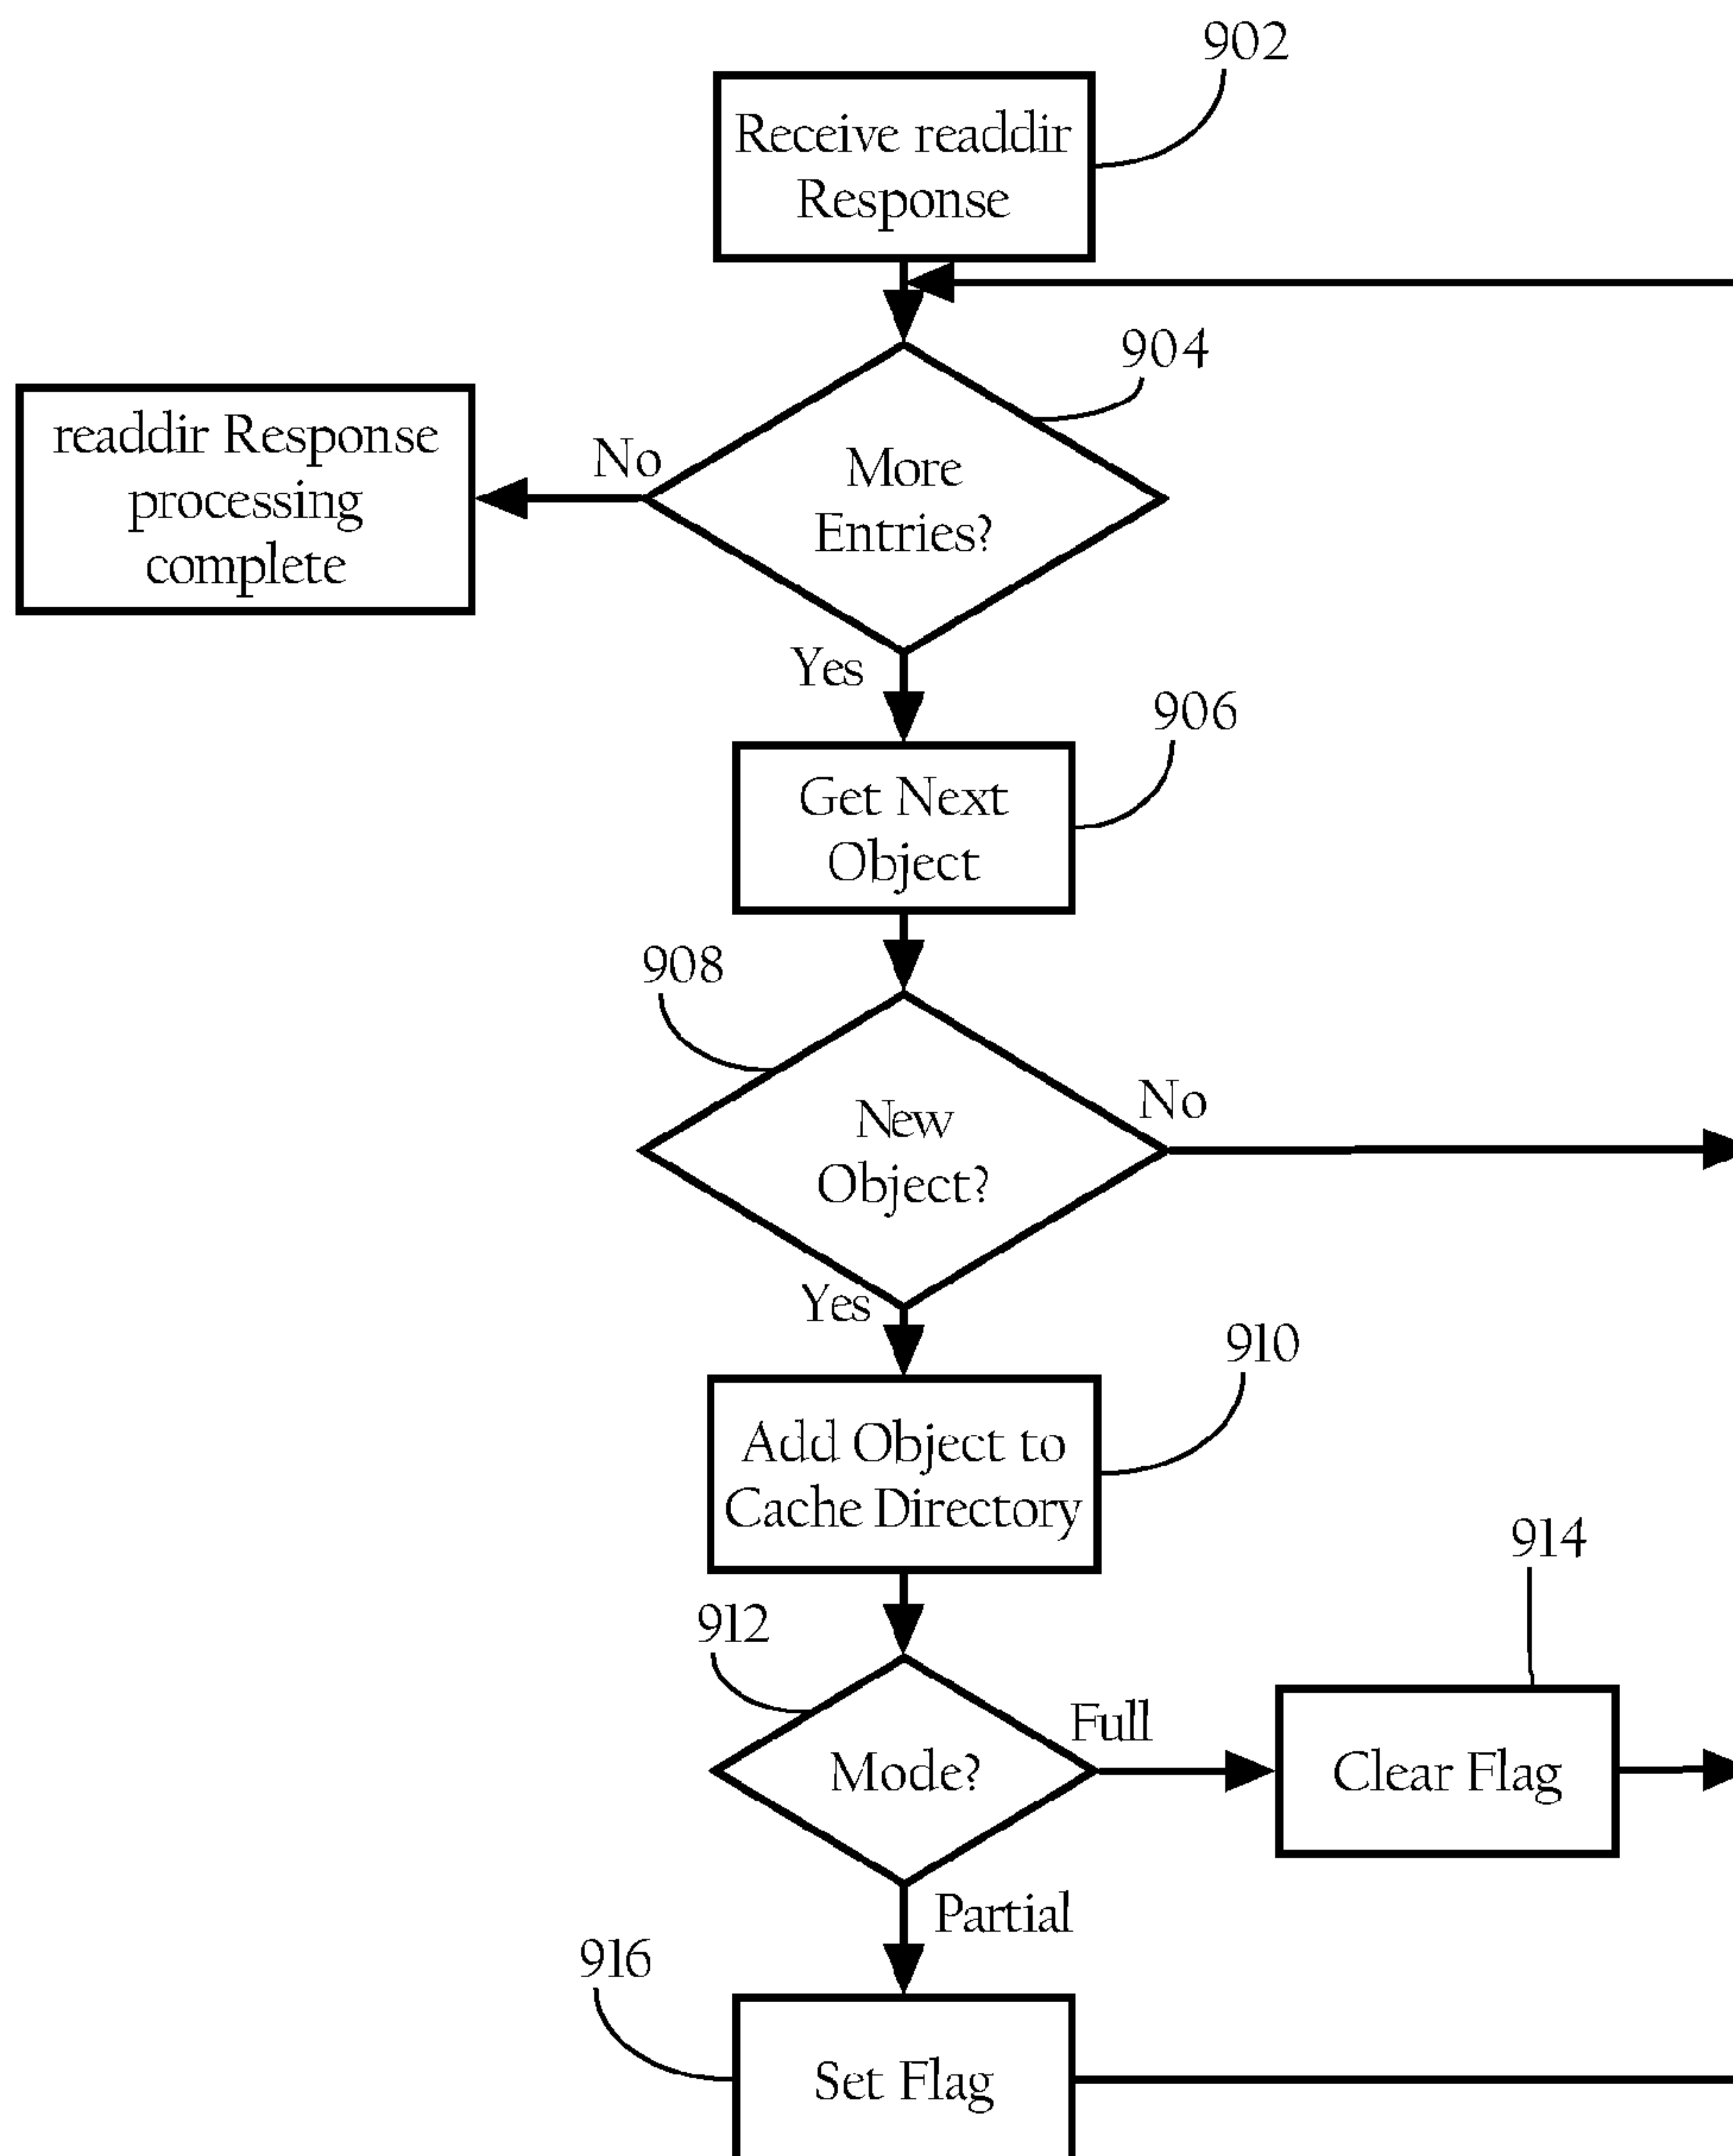 902
Receive readdir
Response
904
readdir Response
processing
complete
No
More
Entries?
Yes
906
Get Next
Object
908
No
New
Object?
Yes
910
Add Object to
Cache Directory
914
912
Full
Mode?
Clear Flag
Partial
916
Set Flag